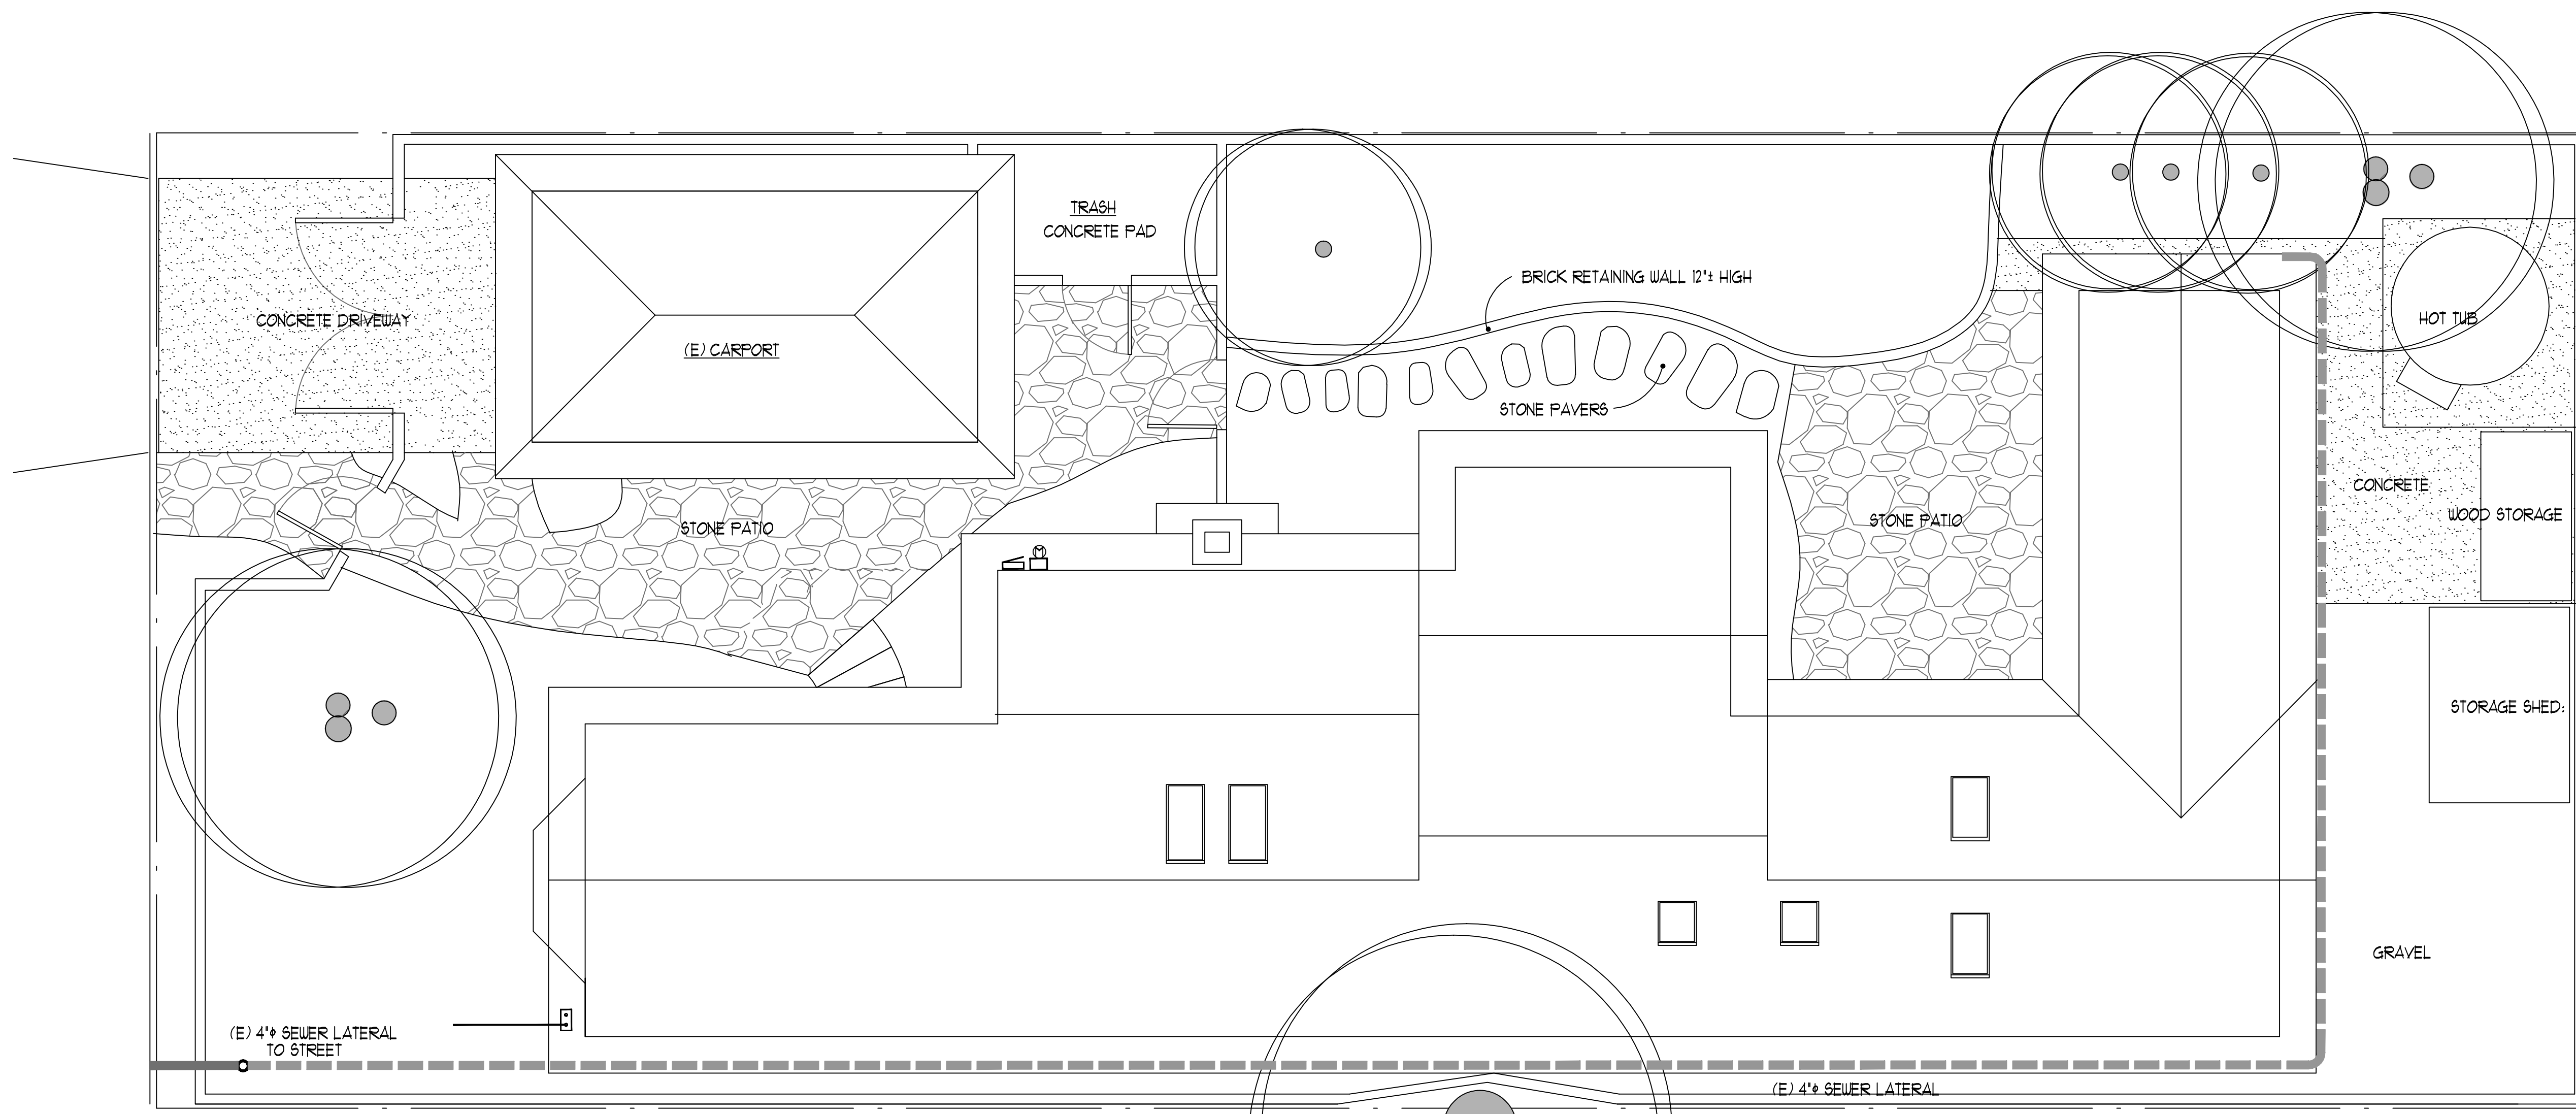 TRASH
CONCRETE PAD
BRICK RETAINING WALL 12"± HIGH
CONCRETE DRIVEWAY
HOT TUB
(E) CARPORT
STONE PAVERS
CONCRETE
WOOD STORAGE
STONE PATIO
STONE PATIO
M
STORAGE SHED:
GRAVEL
(E) 4"ϕ SEWER LATERAL
TO STREET
(E) 4"ϕ SEWER LATERAL